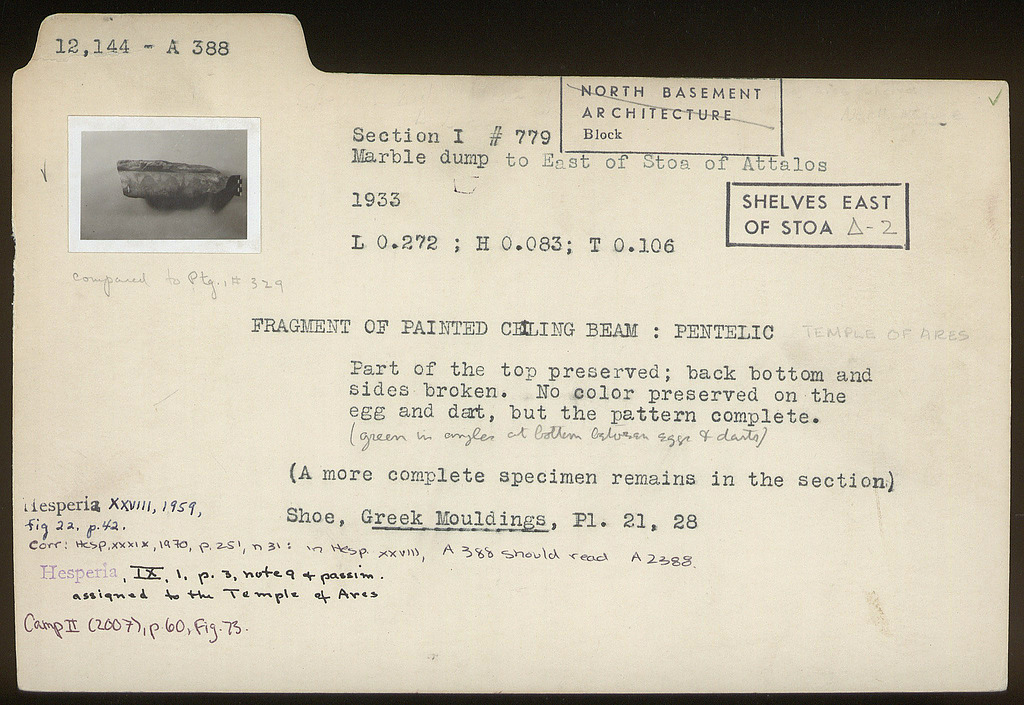 12,144 - A 388
NORTH BASEMENT
ARCHITECTURE
Block
Section I # 779
Marble dump to East of Stoa of Attalos
1933
SHELVES EAST
OF STOA Δ-2
L 0.272 ; H 0.083; T 0.106
compared to Ptg., # 329
FRAGMENT OF PAINTED CEILING BEAM : PENTELIC TEMPLE OF ARES
Part of the top preserved; back bottom and
sides broken. No color preserved on the
egg and dart, but the pattern complete.
(green in angles at bottom between eggs & darts)
(A more complete specimen remains in the section)
Hesperia XXVIII, 1959,
fig 22, p.42.
Shoe, Greek Mouldings, Pl. 21, 28
Corr: Hesp. XXXIX, 1970, p. 251, n 31: in Hesp. XXVIII, A 388 should read A 2388.
Hesperia, IX, 1, p. 3, note 9 & passim.
assigned to the Temple of Ares
Camp II (2007), p. 60, Fig. 73.